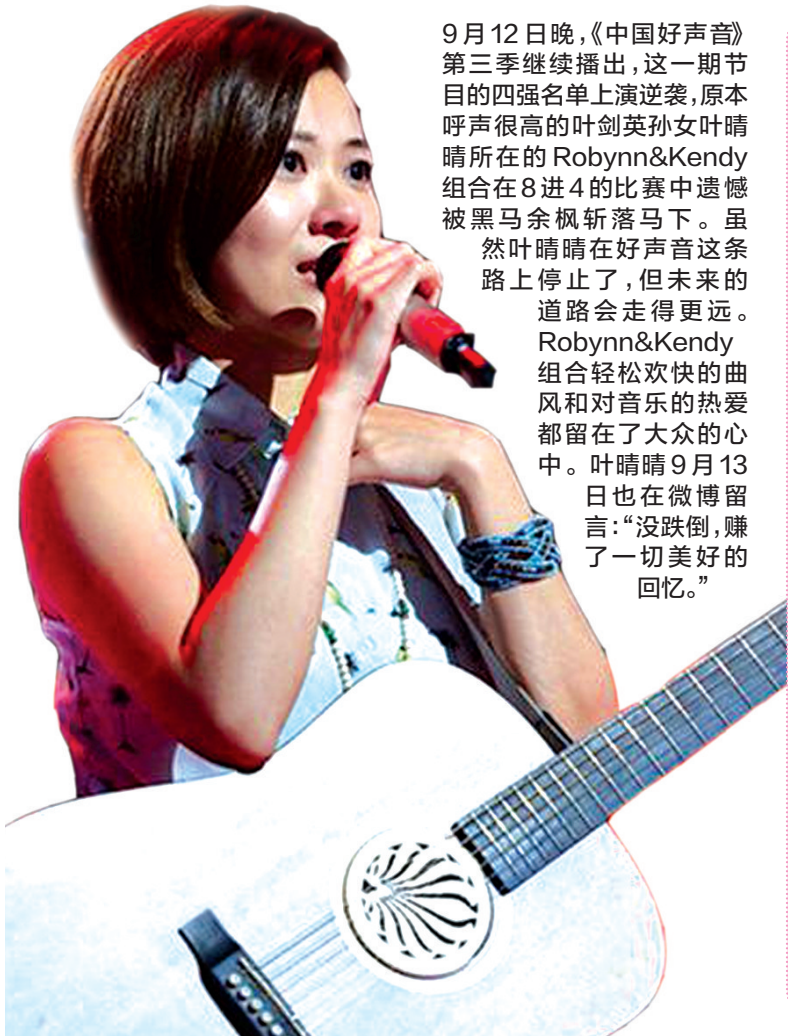 9月12日晚,《中国好声音》
第三季继续播出,这一期节
目的四强名单上演逆袭,原本
呼声很高的叶剑英孙女叶晴
晴所在的Robynn&Kendy
组合在8进4的比赛中遗憾
被黑马余枫斩落马下。虽
然叶晴晴在好声音这条
路上停止了,但未来的
道路会走得更远。
Robynn&Kendy
组合轻松欢快的曲
风和对音乐的热爱
都留在了大众的心
中。叶晴晴9月13
日也在微博留
言:“没跌倒,赚
了一切美好的
回忆。”